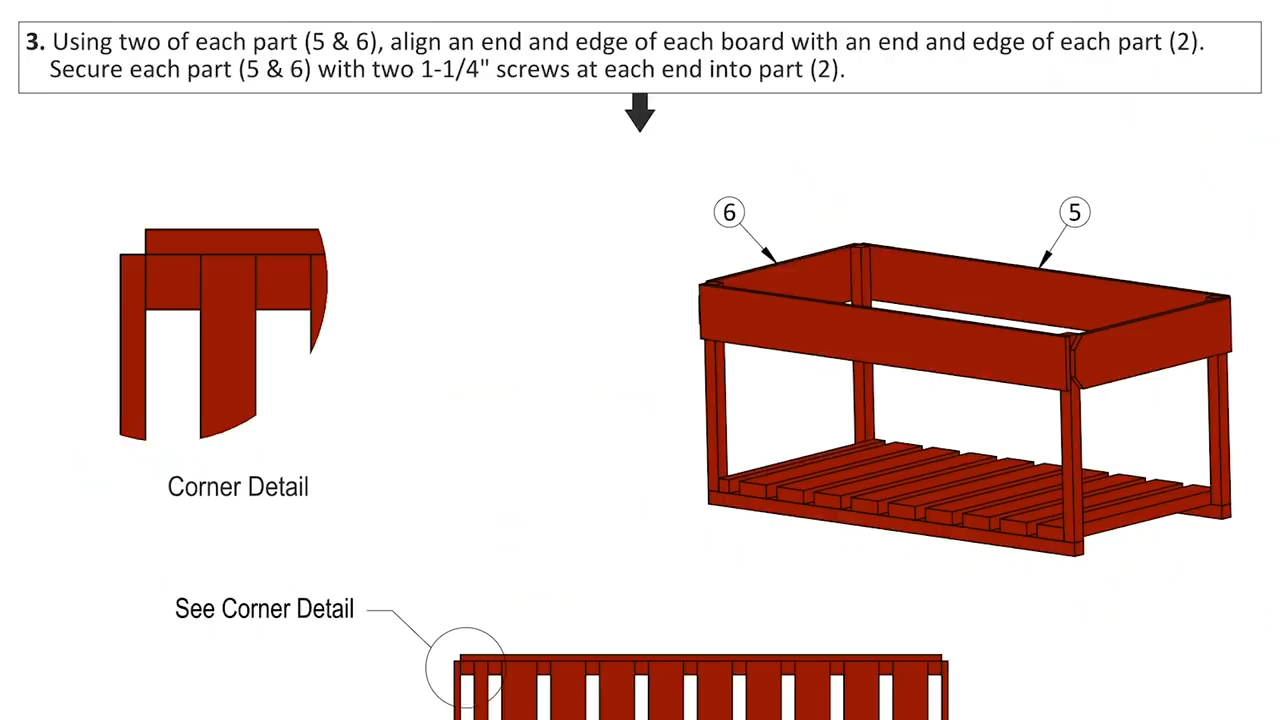 3. Using two of each part (5 & 6), align an end and edge of each board with an end and edge of each part (2).
Secure each part (5 & 6) with two 1-1/4" screws at each end into part (2).
6
5
Corner Detail
See Corner Detail